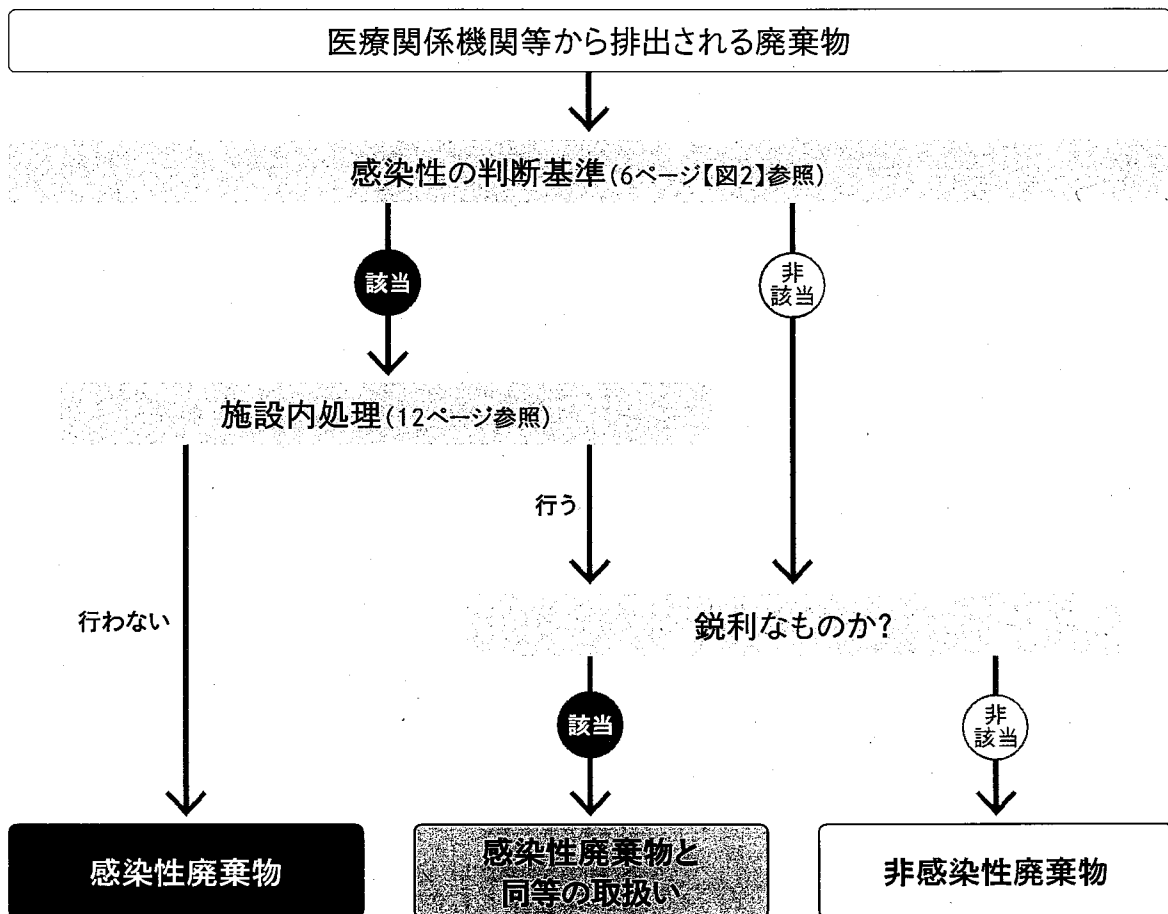 医療関係機関等から排出される廃棄物
感染性の判断基準(6ページ【図2】参照)
該当
非
該当
施設内処理(12ページ参照)
行う
行わない
鋭利なものか?
該当
非
該当
感染性廃棄物
感染性廃棄物と
同等の取扱い
非感染性廃棄物